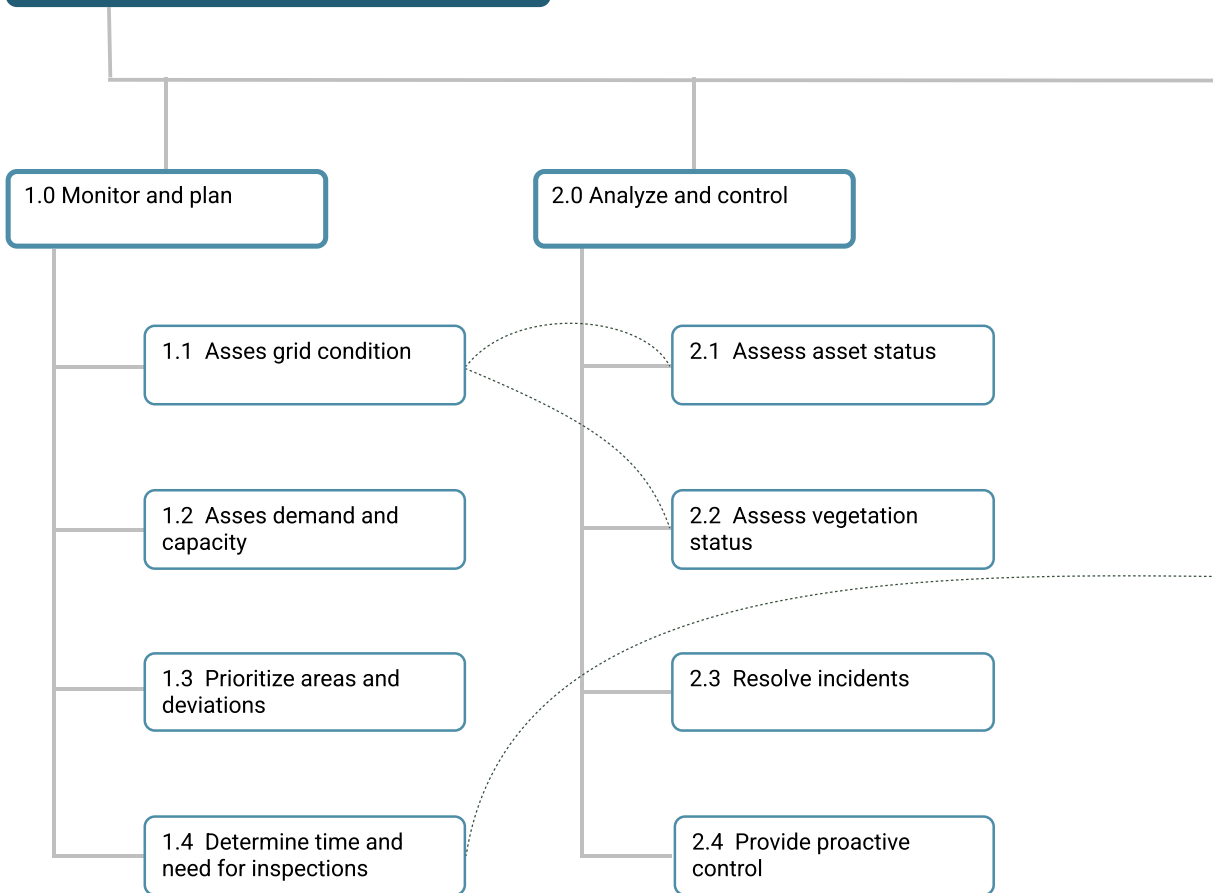 1.0 Monitor and plan
2.0 Analyze and control
1.1  Asses grid condition
2.1  Assess asset status
1.2  Asses demand and
capacity
2.2  Assess vegetation
status
1.3  Prioritize areas and
deviations
2.3  Resolve incidents
1.4  Determine time and
need for inspections
2.4  Provide proactive
control